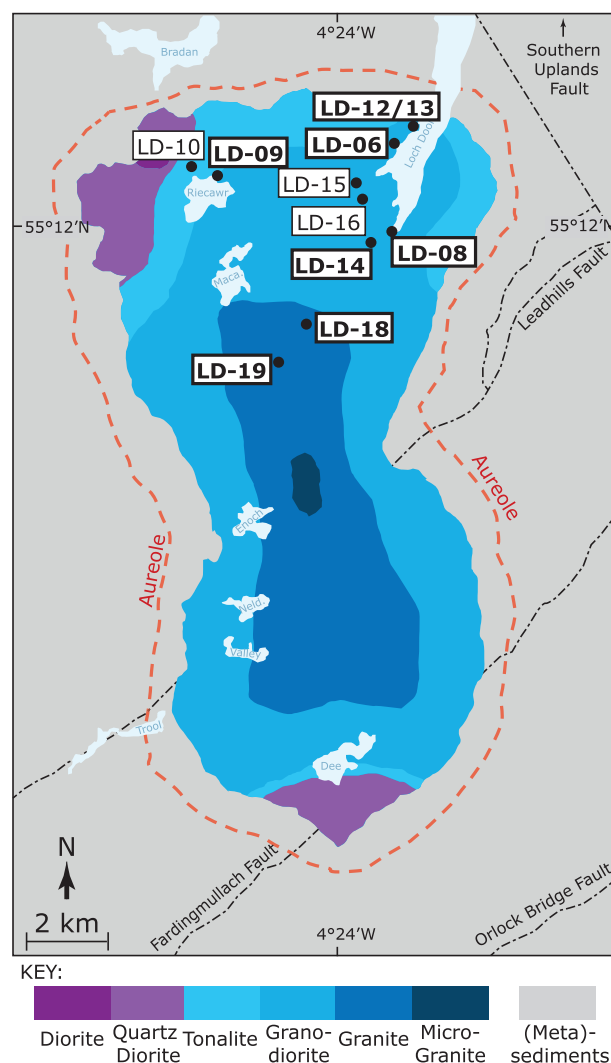 4°24′W
Bradan
Southern
Uplands
Fault
LD-12/13
LD-10
LD-09
LD-06
Loch Doon
Riecawr
LD-15
LD-16
55°12′N
55°12′N
LD-14
LD-08
Leadhills Fault
Maca.
LD-18
LD-19
Aureole
Aureole
Enoch
Neld.
Valley
Trool
Dee
N
2 km
Fardingmullach Fault
4°24′W
Orlock Bridge Fault
KEY:
Diorite
Quartz
Diorite
Tonalite
Grano-
diorite
Granite
Micro-
Granite
(Meta)-
sediments